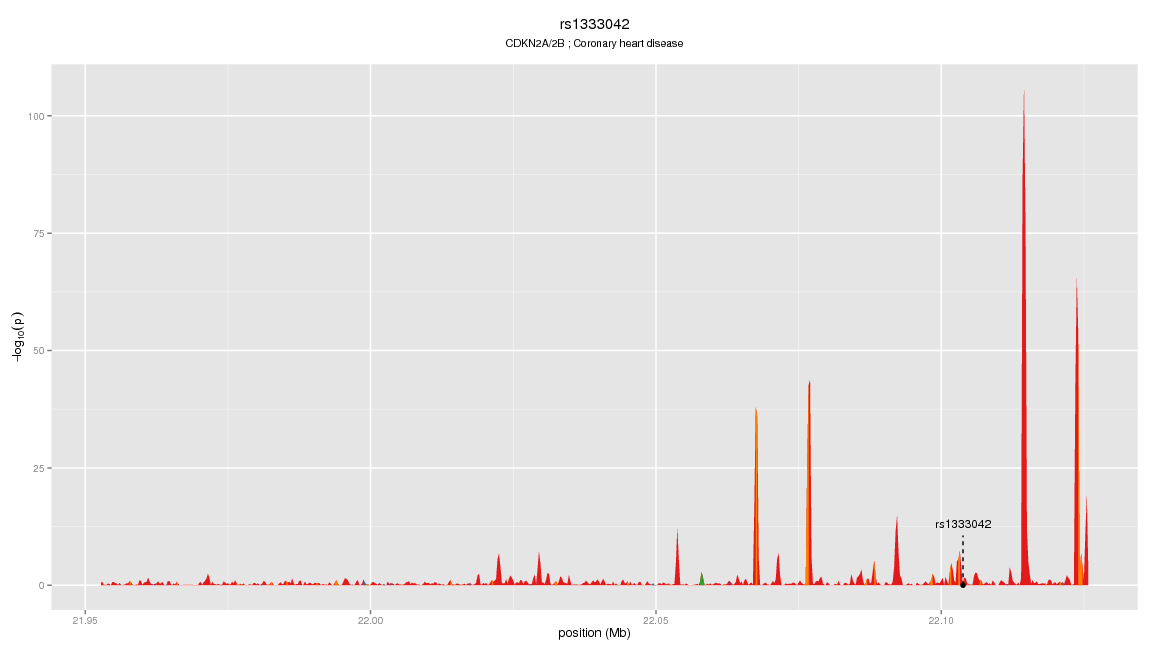 rs1333042
CDKN2A/2B ; Coronary heart disease
100
75
50
25
0
−log10(p)
rs1333042
21.95
22.00
22.05
22.10
position (Mb)